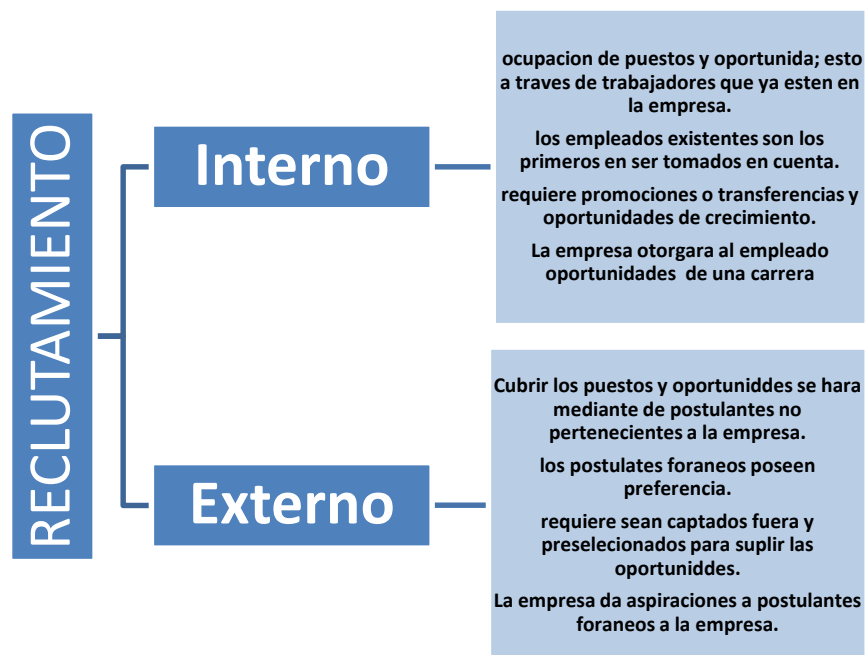 RECLUTAMIENTO
Interno
ocupacion de puestos y oportunida; esto
a traves de trabajadores que ya esten en
la empresa.
los empleados existentes son los
primeros en ser tomados en cuenta.
requiere promociones o transferencias y
oportunidades de crecimiento.
La empresa otorgara al empleado
oportunidades de una carrera
Externo
Cubrir los puestos y oportuniddes se hara
mediante de postulantes no
pertenecientes a la empresa.
los postulates foraneos poseen
preferencia.
requiere sean captados fuera y
preselecionados para suplir las
oportuniddes.
La empresa da aspiraciones a postulantes
foraneos a la empresa.